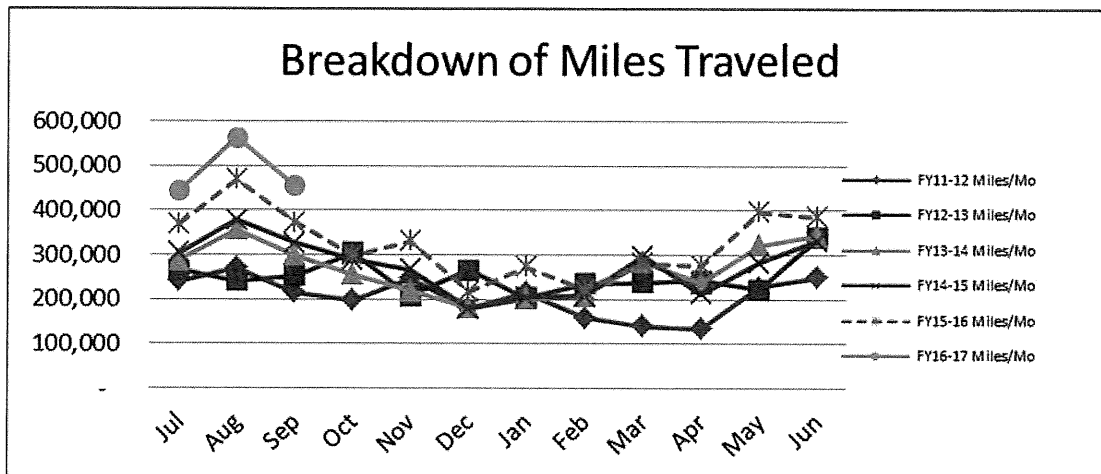 Breakdown of Miles Traveled
600,000
500,000
400,000
300,000
200,000
100,000
-
Jul
Aug
Sep
Oct
Nov
Dec
Jan
Feb
Mar
Apr
May
Jun
FY11-12 Miles/Mo
FY12-13 Miles/Mo
FY13-14 Miles/Mo
FY14-15 Miles/Mo
FY15-16 Miles/Mo
FY16-17 Miles/Mo